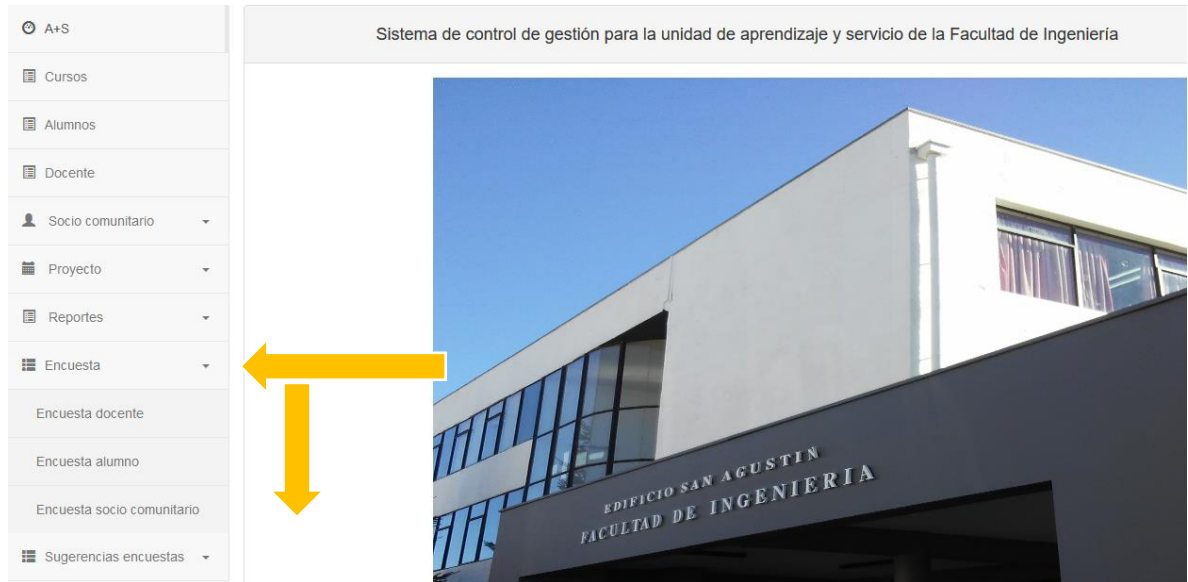 A+S
Cursos
Alumnos
Docente
Socio comunitario
Proyecto
Reportes
Encuesta
Encuesta docente
Encuesta alumno
Encuesta socio comunitario
Sugerencias encuestas
Sistema de control de gestión para la unidad de aprendizaje y servicio de la Facultad de Ingeniería
EDIFICIO SAN AGUSTIN
FACULTAD DE INGENIERIA